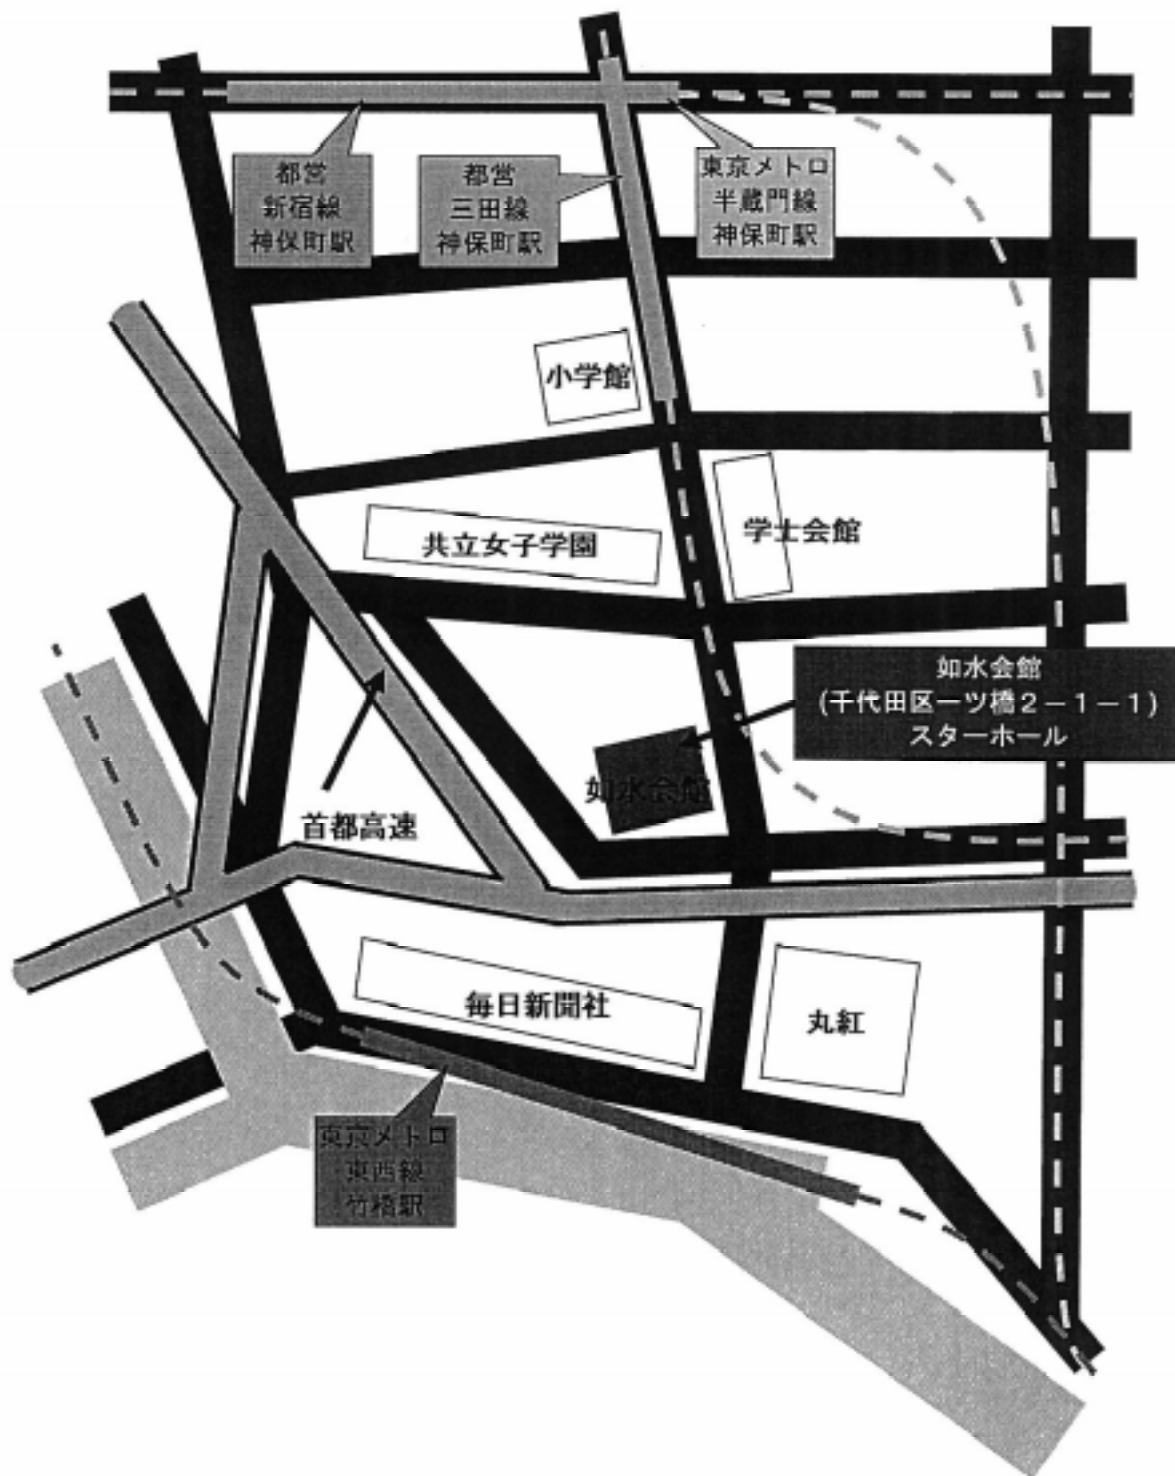 都営
新宿線
神保町駅
都営
三田線
神保町駅
東京メトロ
半蔵門線
神保町駅
小学館
共立女子学園
学士会館
如水会館
(千代田区一ツ橋2-1-1)
スターホール
如水会館
首都高速
毎日新聞社
丸紅
東京メトロ
東西線
竹橋駅